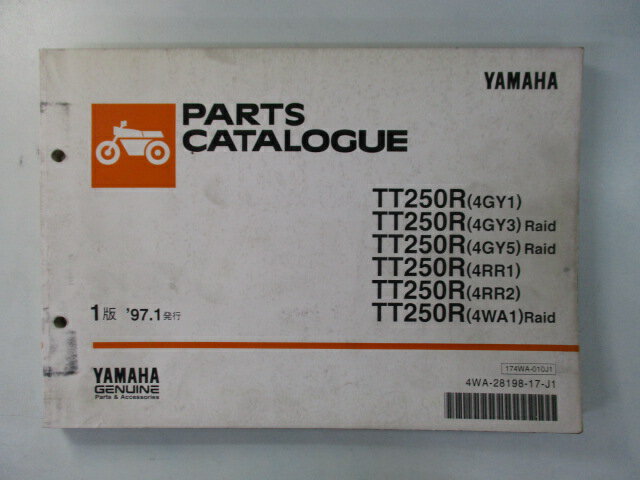 YAMAHA
PARTS
CATALOGUE
TT250R(4GY1)
TT250R(4GY3) Raid
TT250R(4GY5) Raid
TT250R(4RR1)
TT250R(4RR2)
TT250R(4WA1)Raid
1版 '97.1発行
174WA-010J1
4WA-28198-17-J1
YAMAHA
GENUINE
Parts & Accessories